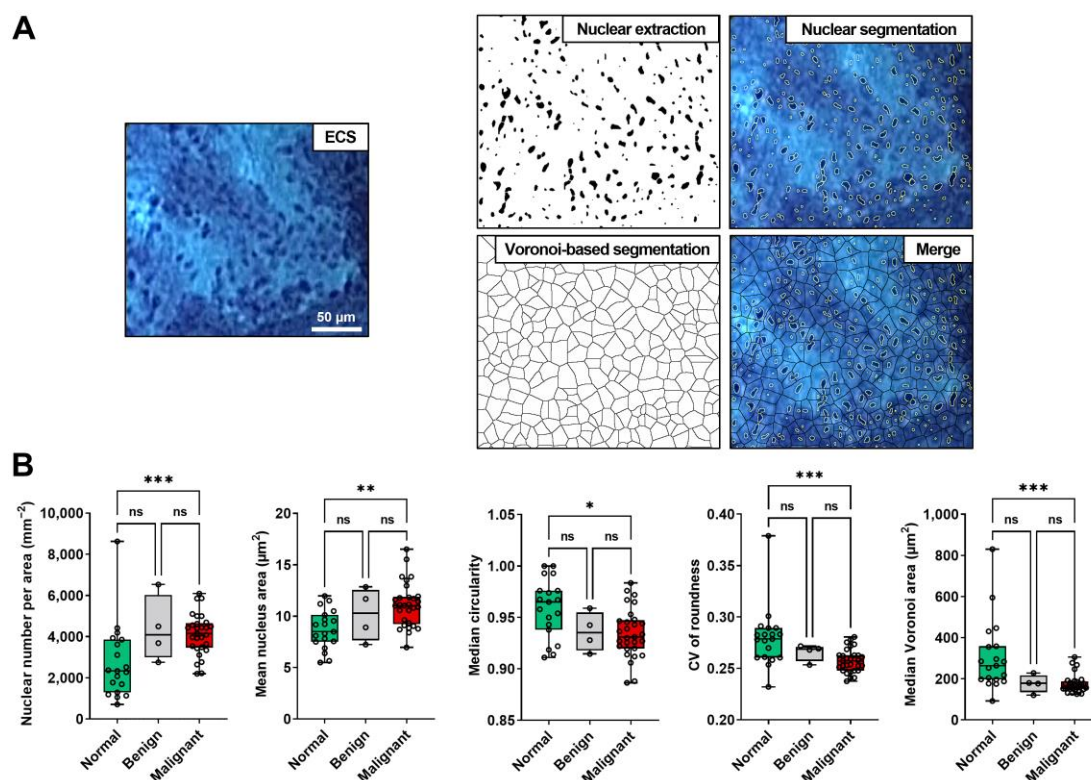 A
ECS
50 µm
Nuclear extraction
Nuclear segmentation
Voronoi-based segmentation
Merge
B
Nuclear number per area (mm⁻²)
10,000
8,000
6,000
4,000
2,000
0
***
ns
ns
Normal
Benign
Malignant
Mean nucleus area (µm²)
20
15
10
5
0
**
ns
ns
Normal
Benign
Malignant
Median circularity
1.05
1.00
0.95
0.90
0.85
*
ns
ns
Normal
Benign
Malignant
CV of roundness
0.40
0.35
0.30
0.25
0.20
***
ns
ns
Normal
Benign
Malignant
Median Voronoi area (µm²)
1,000
800
600
400
200
0
***
ns
ns
Normal
Benign
Malignant